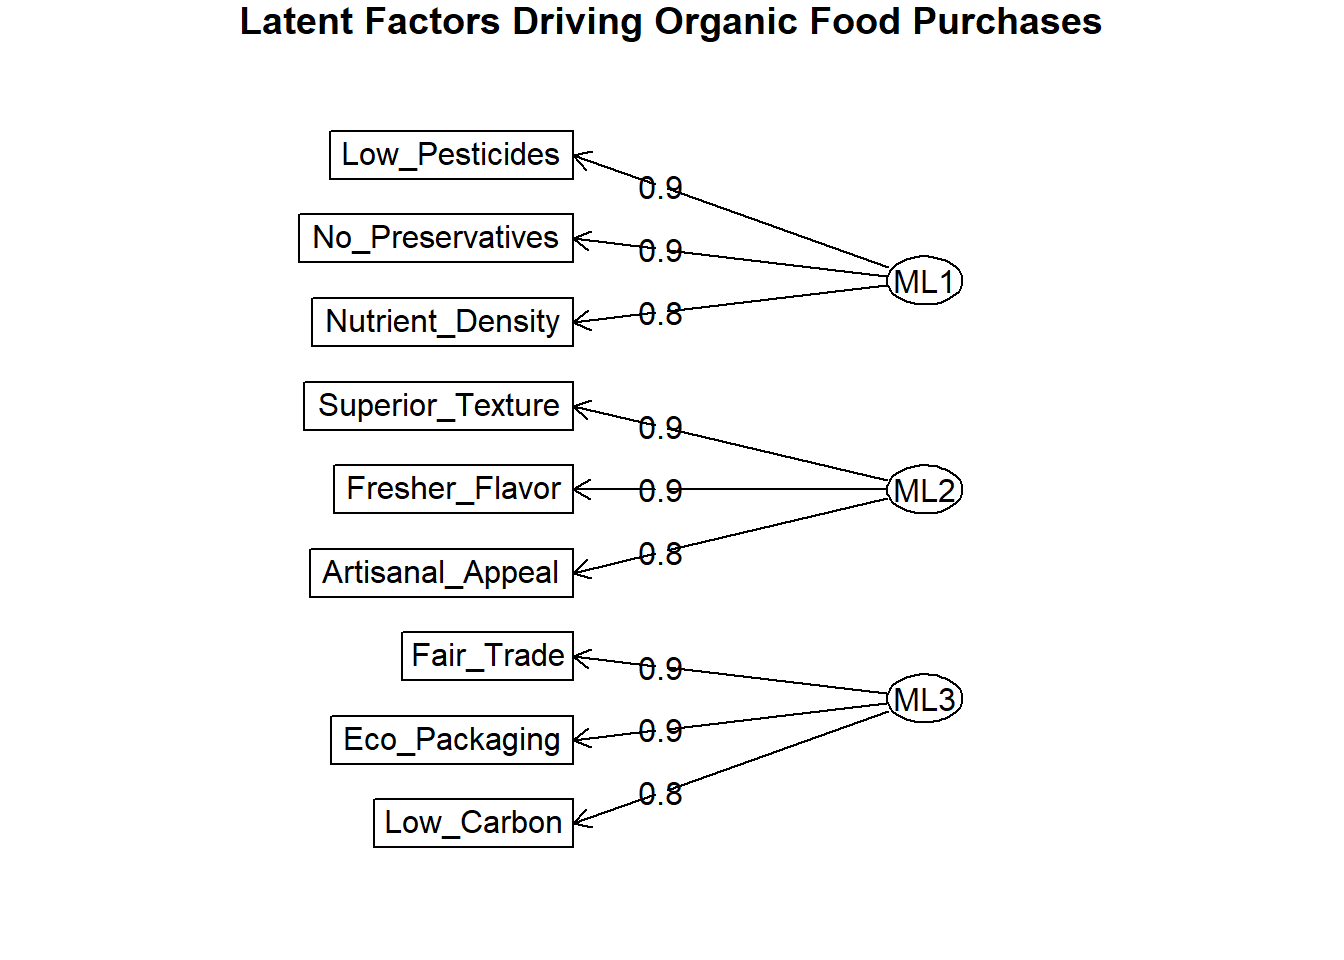 Latent Factors Driving Organic Food Purchases
Low_Pesticides
0.9
No_Preservatives
0.9
ML1
Nutrient_Density
0.8
Superior_Texture
0.9
Fresher_Flavor
0.9
ML2
Artisanal_Appeal
0.8
Fair_Trade
0.9
ML3
Eco_Packaging
0.9
Low_Carbon
0.8